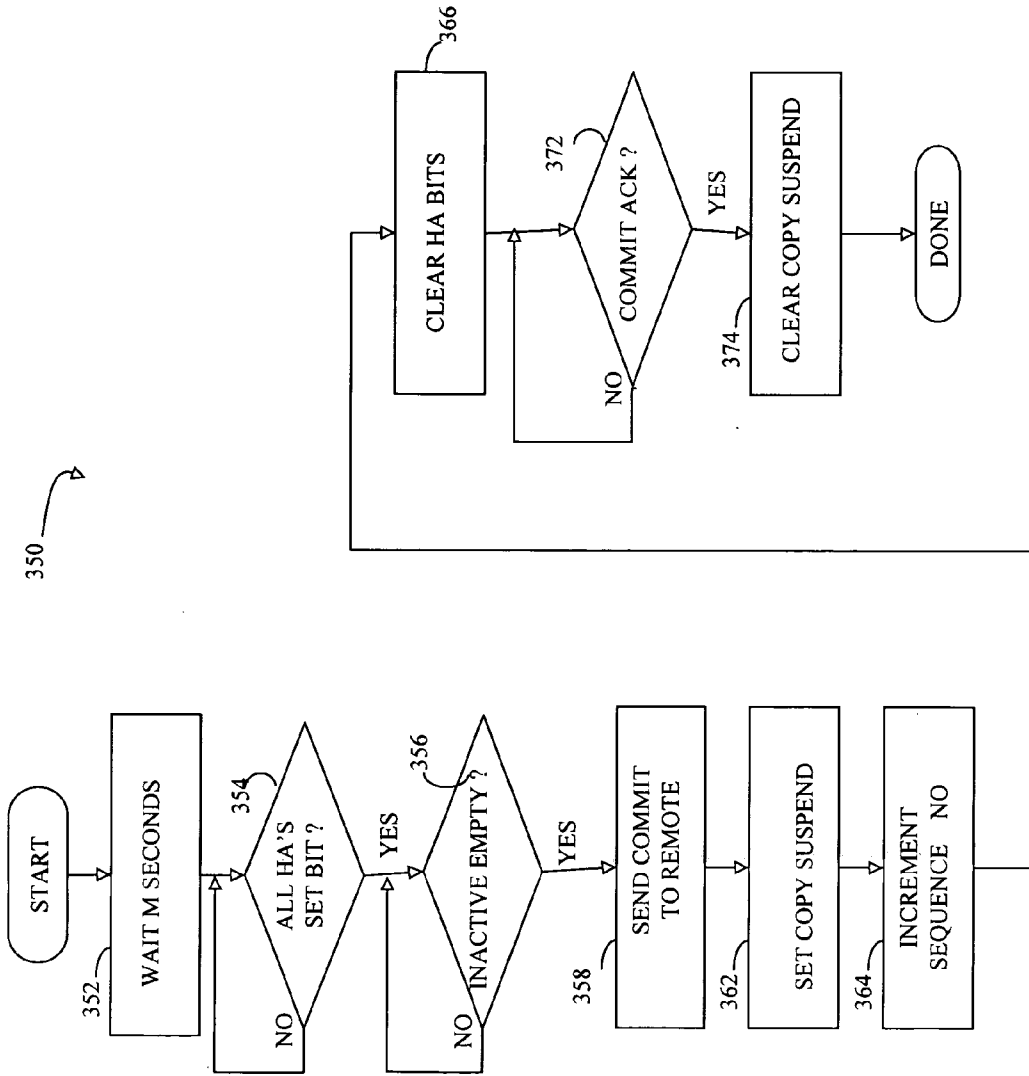 350
START
352
WAIT M SECONDS
354
ALL HA'S
SET BIT ?
NO
YES
356
INACTIVE EMPTY ?
NO
YES
358
SEND COMMIT
TO REMOTE
362
SET COPY SUSPEND
364
INCREMENT
SEQUENCE NO
366
CLEAR HA BITS
372
COMMIT ACK ?
NO
YES
374
CLEAR COPY SUSPEND
DONE